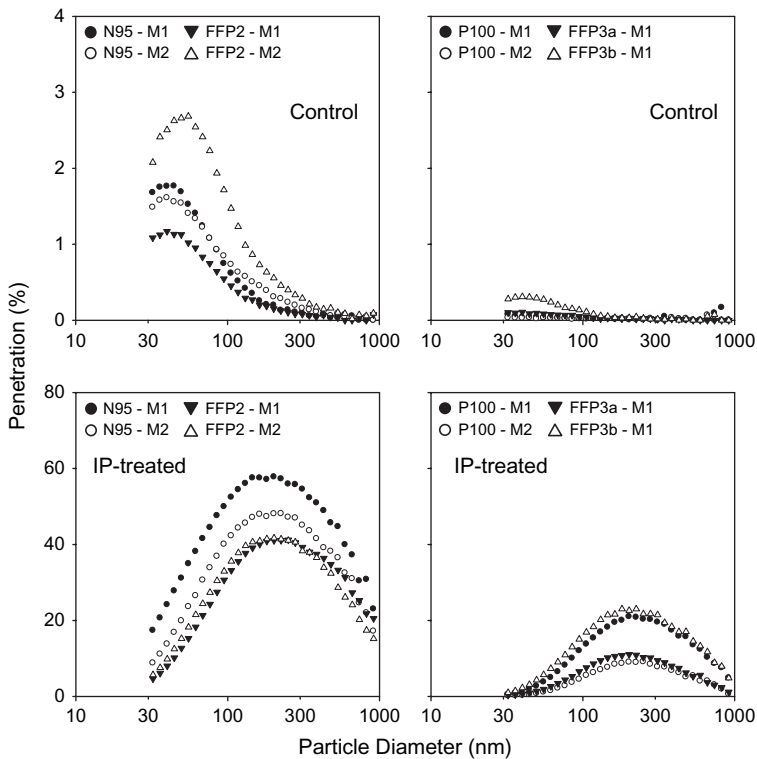 4
3
2
1
0
N95 - M1 FFP2 - M1
N95 - M2 FFP2 - M2
Control
10 30 100 300 1000
P100 - M1 FFP3a - M1
P100 - M2 FFP3b - M1
Control
10 30 100 300 1000
Penetration (%)
80
60
40
20
0
N95 - M1 FFP2 - M1
N95 - M2 FFP2 - M2
IP-treated
10 30 100 300 1000
P100 - M1 FFP3a - M1
P100 - M2 FFP3b - M1
IP-treated
10 30 100 300 1000
Particle Diameter (nm)